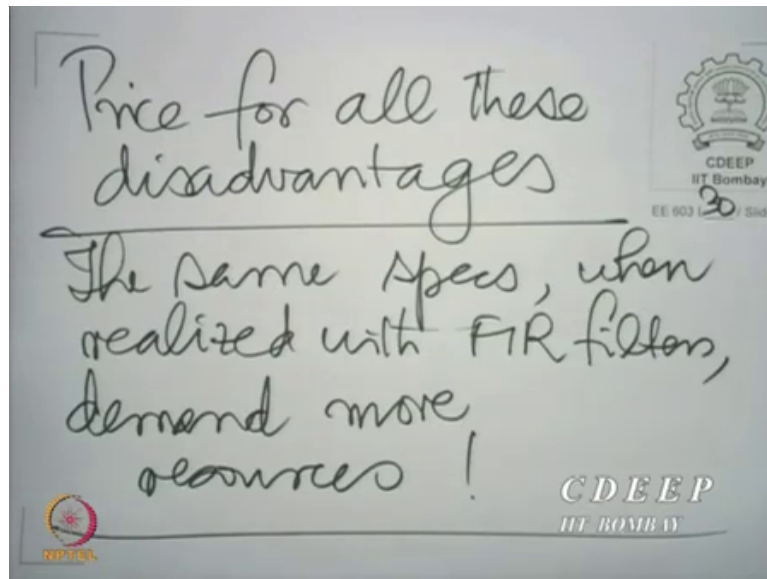 Price for all these
disadvantages
CDEEP
IIT Bombay
EE 603 L 30 / Slid
The same specs, when
realized with FIR filters,
demand more
resources !
CDEEP
IIT BOMBAY
NPTEL